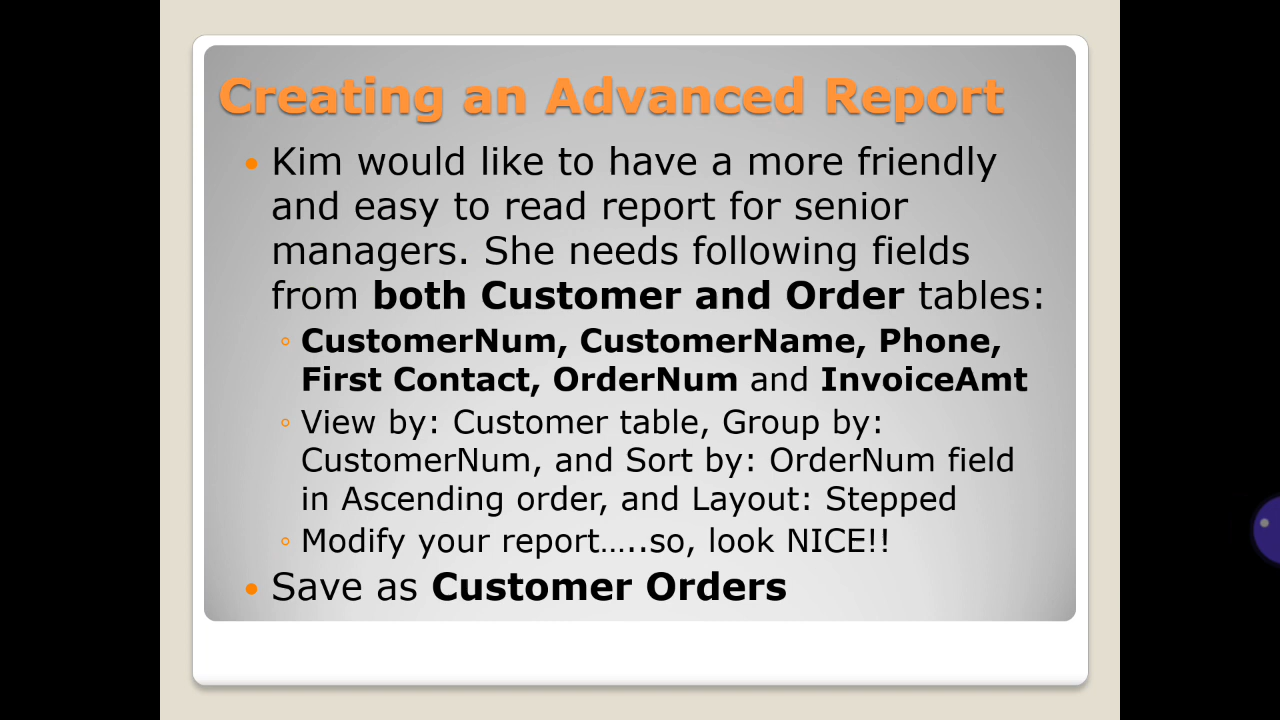 Creating an Advanced Report
Kim would like to have a more friendly
and easy to read report for senior
managers. She needs following fields
from both Customer and Order tables:
CustomerNum, CustomerName, Phone,
First Contact, OrderNum and InvoiceAmt
View by: Customer table, Group by:
CustomerNum, and Sort by: OrderNum field
in Ascending order, and Layout: Stepped
Modify your report…..so, look NICE!!
Save as Customer Orders